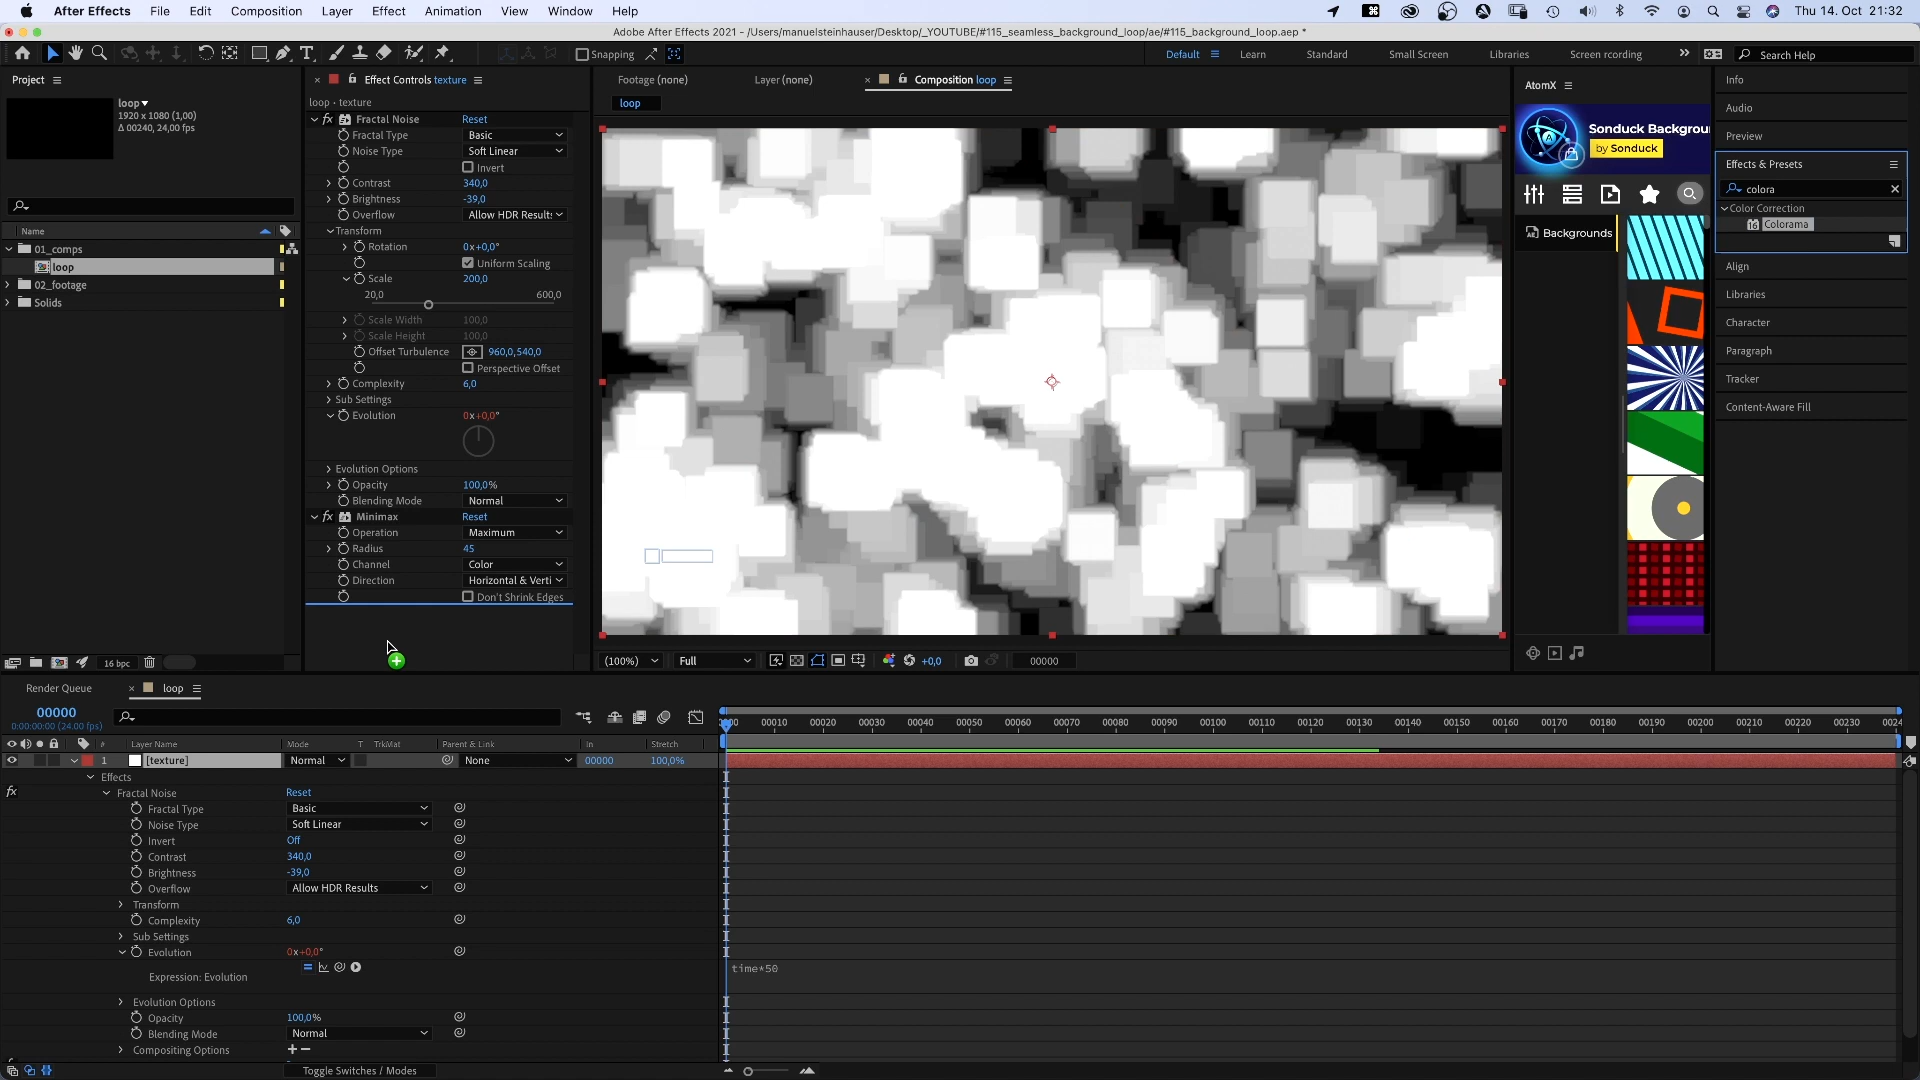 After Effects File Edit Composition Layer Effect Animation View Window Help Thu 14. Oct 21:32
Adobe After Effects 2021 - /Users/manuelsteinhauser/Desktop/_YOUTUBE/#115_seamless_background_loop/ae/#115_background_loop.aep *
Snapping Default Learn Standard Small Screen Libraries Screen rcording Search Help
Project
loop
1920 x 1080 (1,00)
Δ 00240, 24,00 fps
Name
01_comps
loop
02_footage
Solids
16 bpc
Effect Controls texture
loop • texture
fx Fractal Noise Reset
Fractal Type Basic
Noise Type Soft Linear
Invert
Contrast 340,0
Brightness -39,0
Overflow Allow HDR Results
Transform
Rotation 0x+0,0°
Uniform Scaling
Scale 200,0
20,0 600,0
Scale Width 100,0
Scale Height 100,0
Offset Turbulence 960,0,540,0
Perspective Offset
Complexity 6,0
Sub Settings
Evolution 0x+0,0°
Evolution Options
Opacity 100,0%
Blending Mode Normal
fx Minimax Reset
Operation Maximum
Radius 45
Channel Color
Direction Horizontal & Verti
Don't Shrink Edges
Footage (none) Layer (none) Composition loop
loop
(100%) Full +0,0 00000
AtomX
Sonduck Backgrou
by Sonduck
Backgrounds
Info
Audio
Preview
Effects & Presets
colora
Color Correction
16 Colorama
Align
Libraries
Character
Paragraph
Tracker
Content-Aware Fill
Render Queue loop
00000
0:00:00:00 (24.00 fps)
00010 00020 00030 00040 00050 00060 00070 00080 00090 00100 00110 00120 00130 00140 00150 00160 00170 00180 00190 00200 00210 00220 00230 0024
# Layer Name Mode T TrkMat Parent & Link In Stretch
1 [texture] Normal None 00000 100,0%
Effects
fx Fractal Noise Reset
Fractal Type Basic
Noise Type Soft Linear
Invert Off
Contrast 340,0
Brightness -39,0
Overflow Allow HDR Results
Transform
Complexity 6,0
Sub Settings
Evolution 0x+0,0°
Expression: Evolution time*50
Evolution Options
Opacity 100,0%
Blending Mode Normal
Compositing Options + −
Toggle Switches / Modes